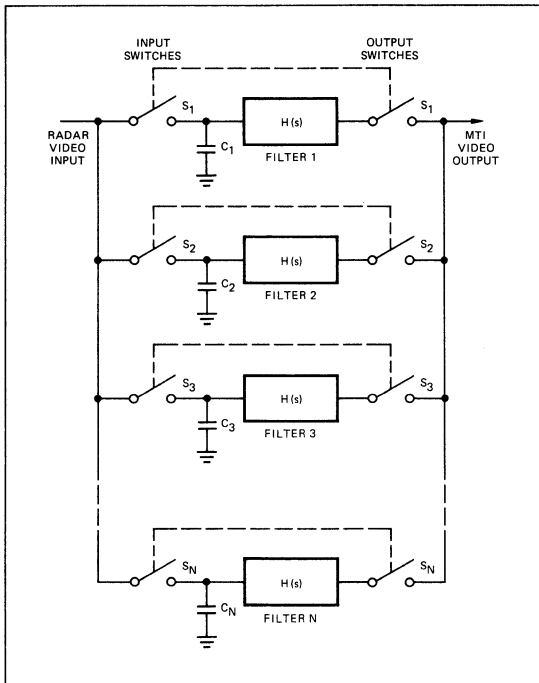 INPUT SWITCHES
OUTPUT SWITCHES
S1
H(s)
S1
RADAR VIDEO INPUT
C1
FILTER 1
MTI VIDEO OUTPUT
S2
H(s)
S2
C2
FILTER 2
S3
H(s)
S3
C3
FILTER 3
SN
H(s)
SN
CN
FILTER N